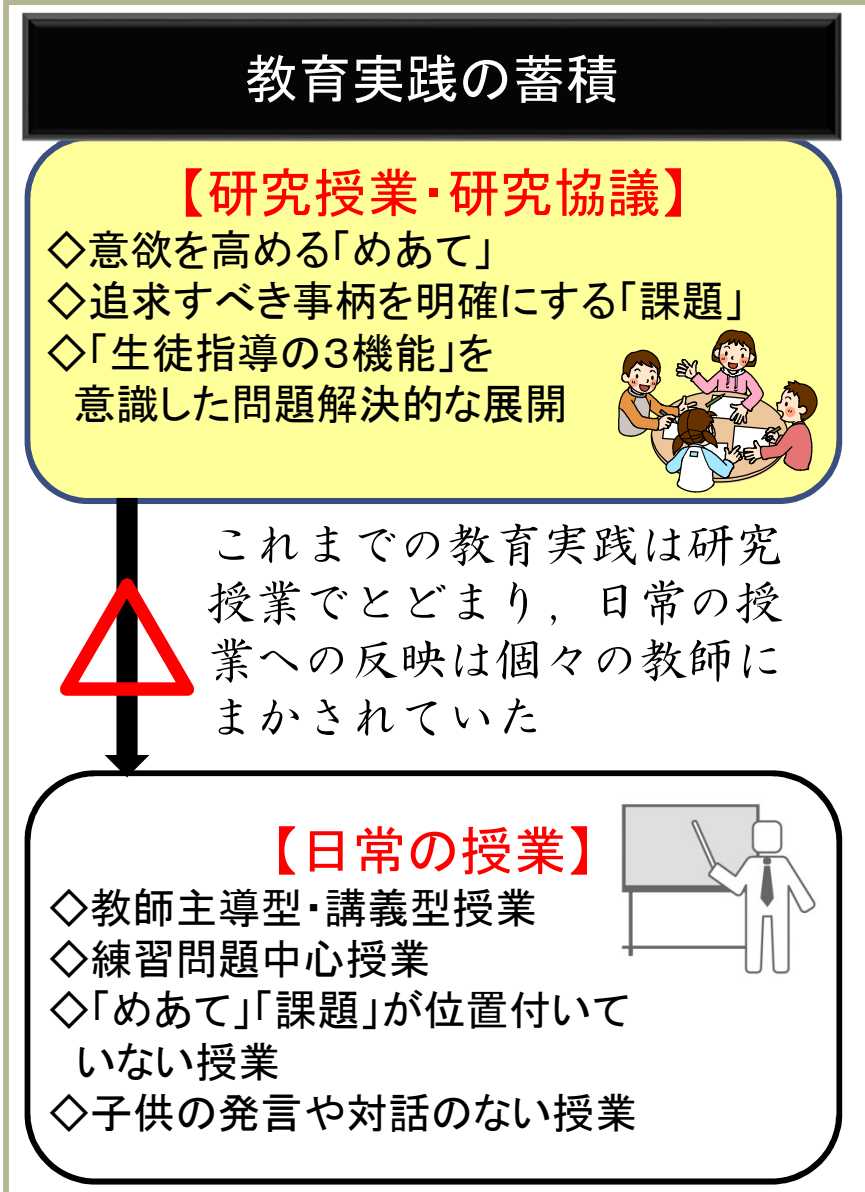 教育実践の蓄積
【研究授業・研究協議】
◇意欲を高める「めあて」
◇追求すべき事柄を明確にする「課題」
◇「生徒指導の３機能」を
意識した問題解決的な展開
これまでの教育実践は研究
授業でとどまり，日常の授
業への反映は個々の教師に
まかされていた
【日常の授業】
◇教師主導型・講義型授業
◇練習問題中心授業
◇「めあて」「課題」が位置付いて
いない授業
◇子供の発言や対話のない授業